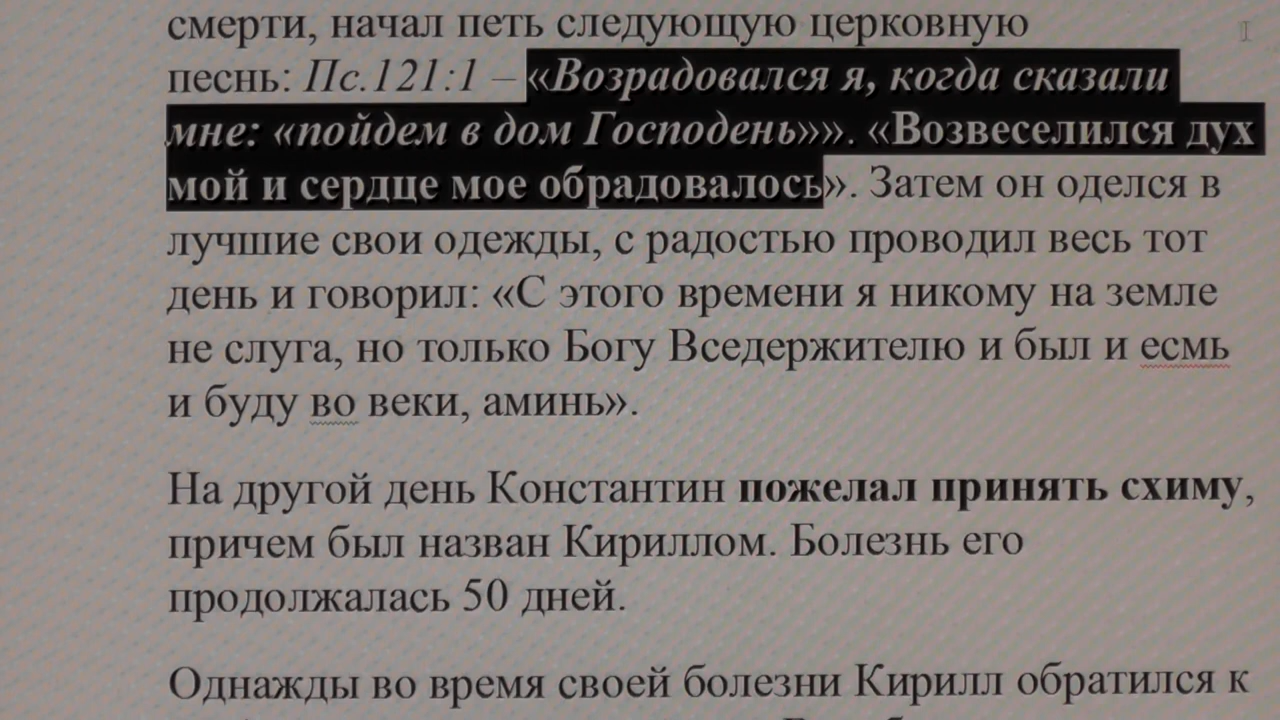 смерти, начал петь следующую церковную
песнь: Пс.121:1 – «Возрадовался я, когда сказали
мне: «пойдем в дом Господень»». «Возвеселился дух
мой и сердце мое обрадовалось». Затем он оделся в
лучшие свои одежды, с радостью проводил весь тот
день и говорил: «С этого времени я никому на земле
не слуга, но только Богу Вседержителю и был и есмь
и буду во веки, аминь».
На другой день Константин пожелал принять схиму,
причем был назван Кириллом. Болезнь его
продолжалась 50 дней.
Однажды во время своей болезни Кирилл обратился к